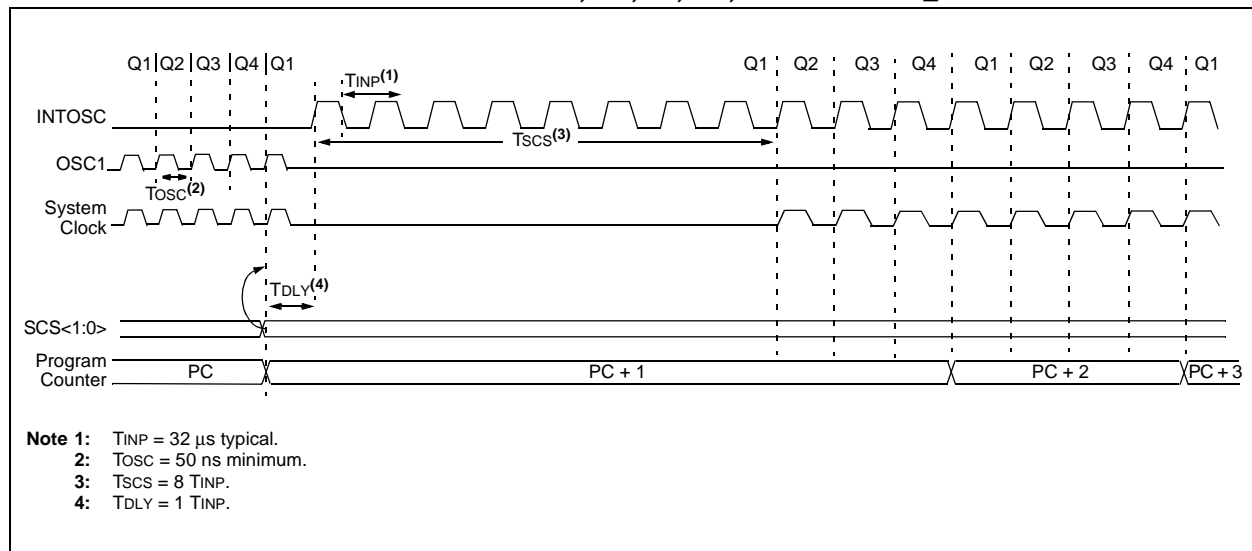 Q1 Q2 Q3 Q4 Q1 Q1 Q2 Q3 Q4 Q1 Q2 Q3 Q4 Q1
TINP(1)
INTOSC
TSCS(3)
OSC1
TOSC(2)
System
Clock
TDLY(4)
SCS<1:0>
Program
Counter
PC PC + 1 PC + 2 PC + 3
Note 1: TINP = 32 μs typical.
2: TOSC = 50 ns minimum.
3: TSCS = 8 TINP.
4: TDLY = 1 TINP.